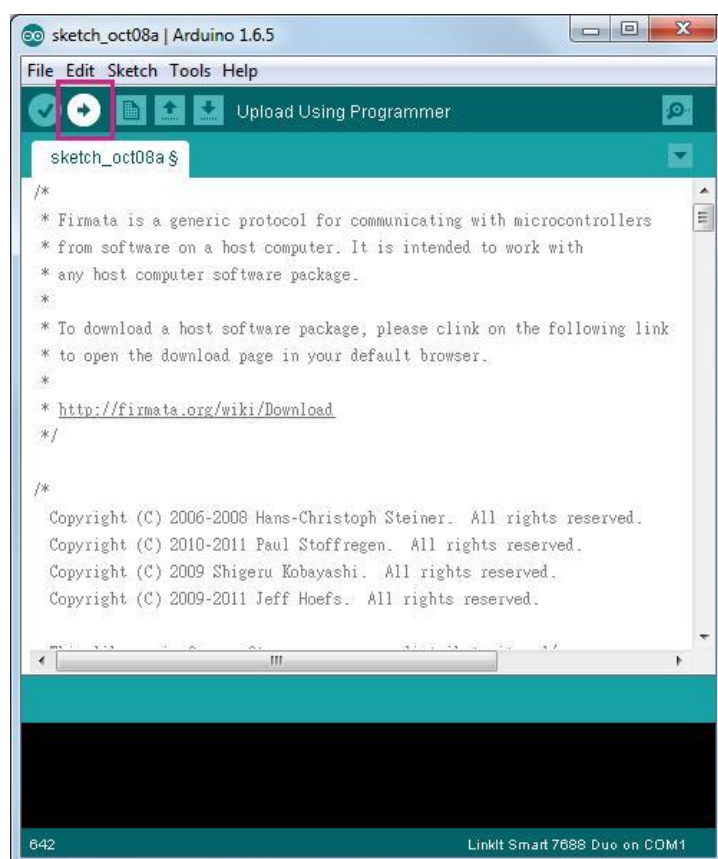 sketch_oct08a | Arduino 1.6.5
File Edit Sketch Tools Help
Upload Using Programmer
sketch_oct08a §
/*
* Firmata is a generic protocol for communicating with microcontrollers
* from software on a host computer. It is intended to work with
* any host computer software package.
*
* To download a host software package, please clink on the following link
* to open the download page in your default browser.
*
* http://firmata.org/wiki/Download
*/
/*
Copyright (C) 2006-2008 Hans-Christoph Steiner. All rights reserved.
Copyright (C) 2010-2011 Paul Stoffregen. All rights reserved.
Copyright (C) 2009 Shigeru Kobayashi. All rights reserved.
Copyright (C) 2009-2011 Jeff Hoefs. All rights reserved.
642
LinkIt Smart 7688 Duo on COM1